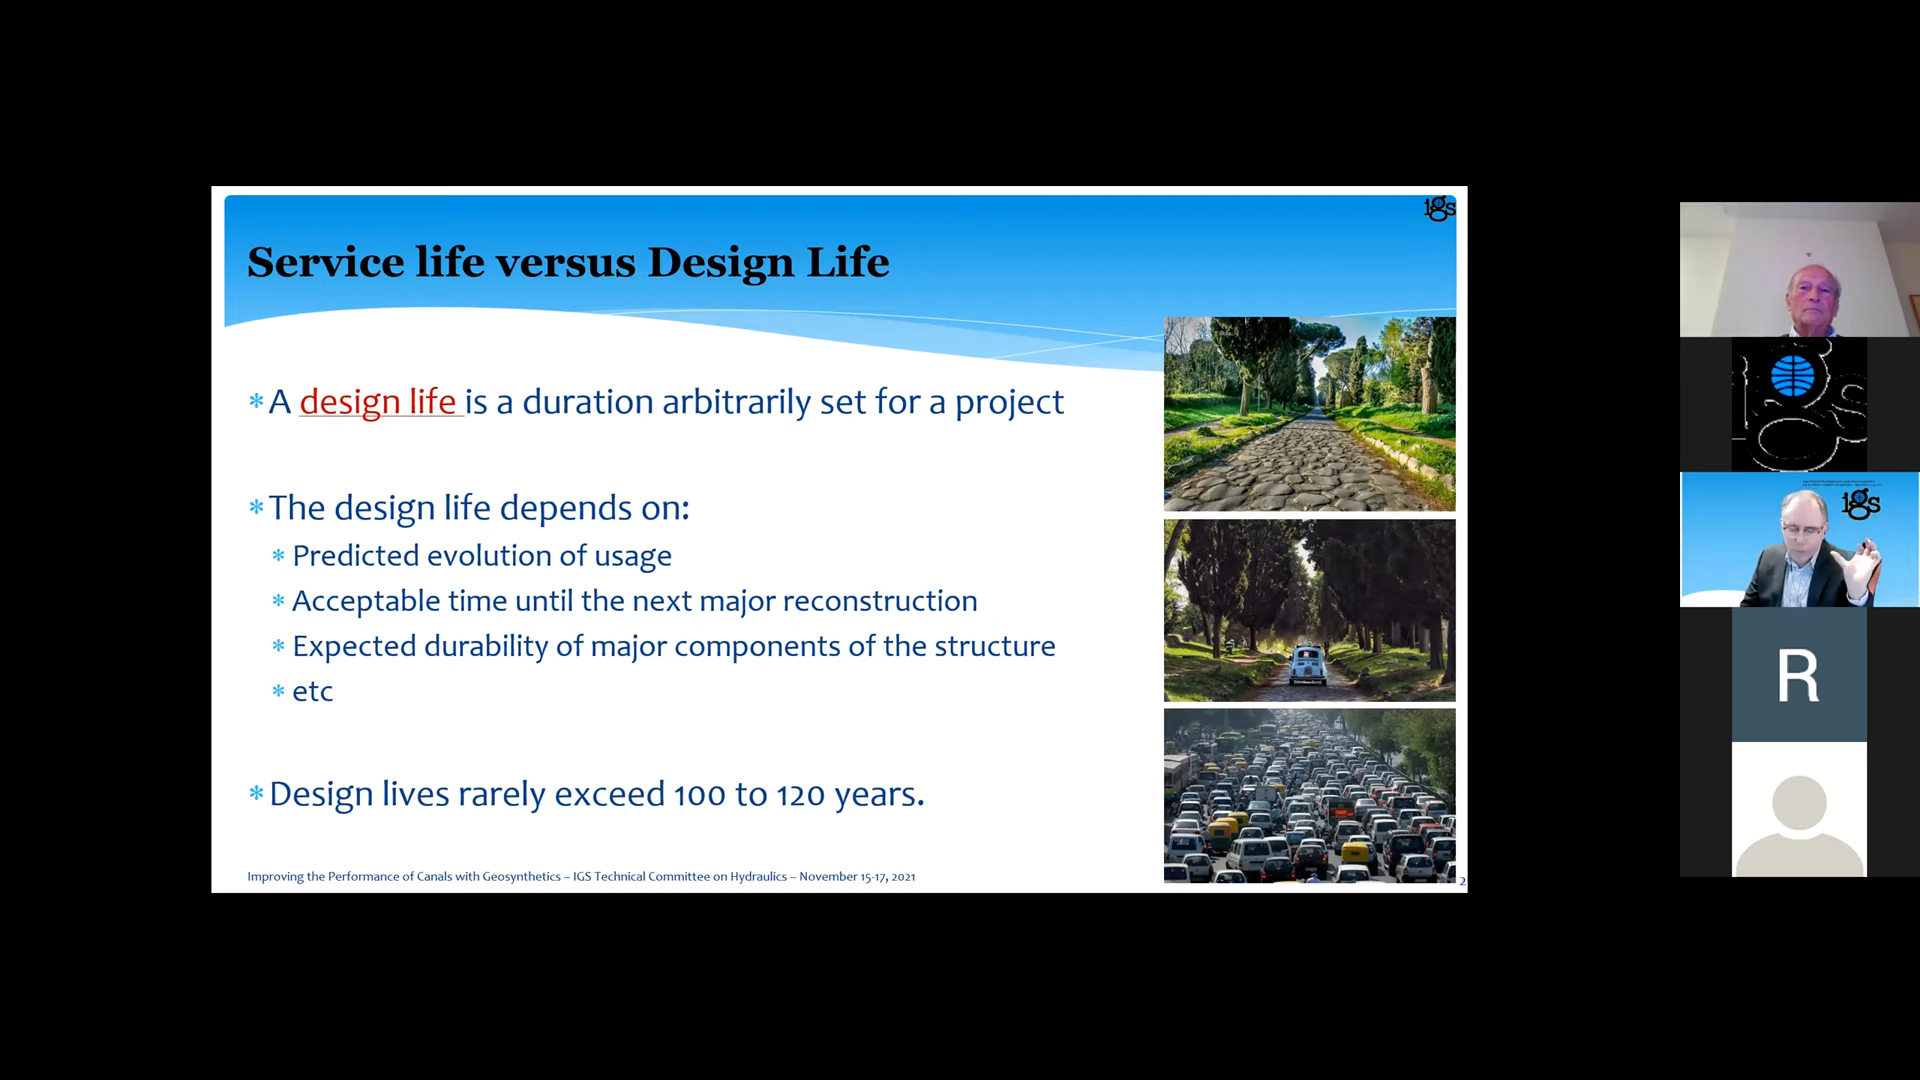 igs
Service life versus Design Life
* A design life is a duration arbitrarily set for a project
* The design life depends on:
* Predicted evolution of usage
* Acceptable time until the next major reconstruction
* Expected durability of major components of the structure
* etc
* Design lives rarely exceed 100 to 120 years.
Improving the Performance of Canals with Geosynthetics – IGS Technical Committee on Hydraulics – November 15-17, 2021
2
igs
igs
R